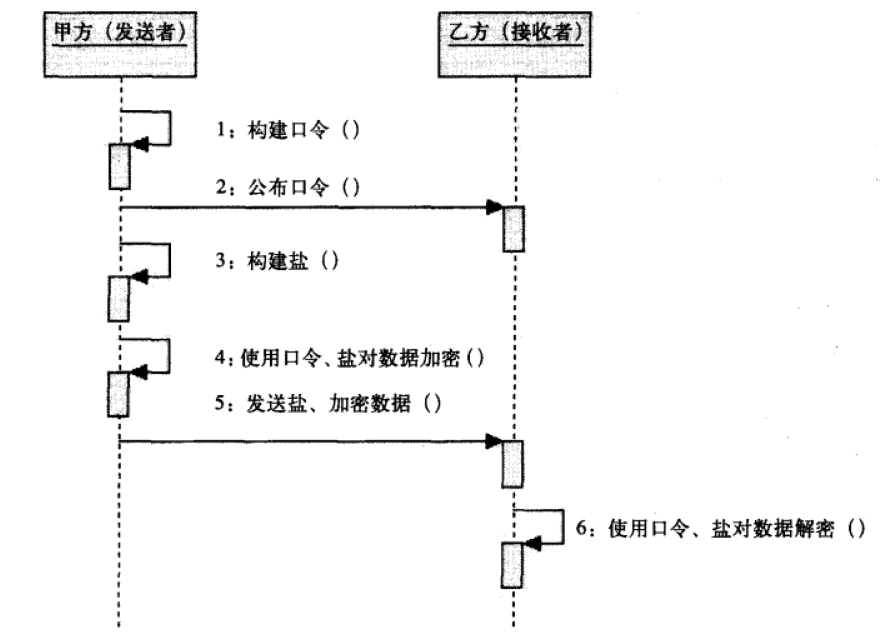 甲方（发送者）
乙方（接收者）
1：构建口令（）
2：公布口令（）
3：构建盐（）
4：使用口令、盐对数据加密（）
5：发送盐、加密数据（）
6：使用口令、盐对数据解密（）